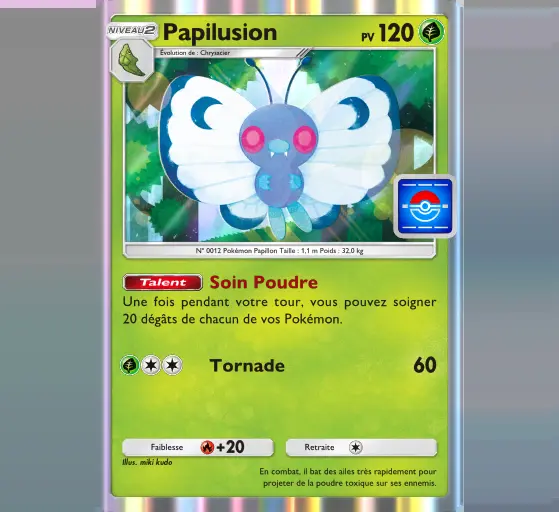 NIVEAU2 Papilusion PV 120
Évolution de : Chrysacier
N° 0012 Pokémon Papillon Taille : 1,1 m Poids : 32,0 kg
Talent Soin Poudre
Une fois pendant votre tour, vous pouvez soigner
20 dégâts de chacun de vos Pokémon.
Tornade 60
Faiblesse +20 Retraite
Illus. miki kudo
En combat, il bat des ailes très rapidement pour
projeter de la poudre toxique sur ses ennemis.